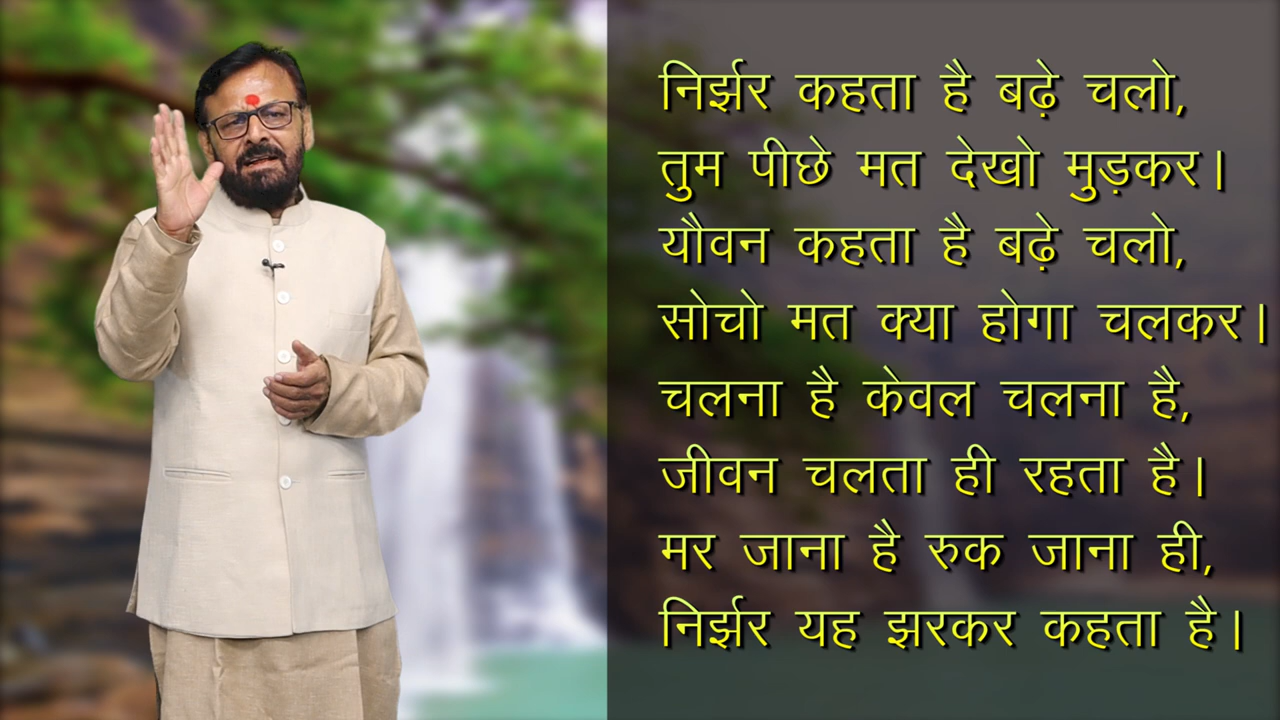 निर्झर कहता है बढ़े चलो,
तुम पीछे मत देखो मुड़कर।
यौवन कहता है बढ़े चलो,
सोचो मत क्या होगा चलकर।
चलना है केवल चलना है,
जीवन चलता ही रहता है।
मर जाना है रुक जाना ही,
निर्झर यह झरकर कहता है।